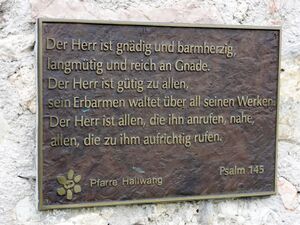 Der Herr ist gnädig und barmherzig,
langmütig und reich an Gnade.
Der Herr ist gütig zu allen,
sein Erbarmen waltet über all seinen Werken.
Der Herr ist allen, die ihn anrufen, nahe,
allen, die zu ihm aufrichtig rufen.
Psalm 145
Pfarre Hallwang